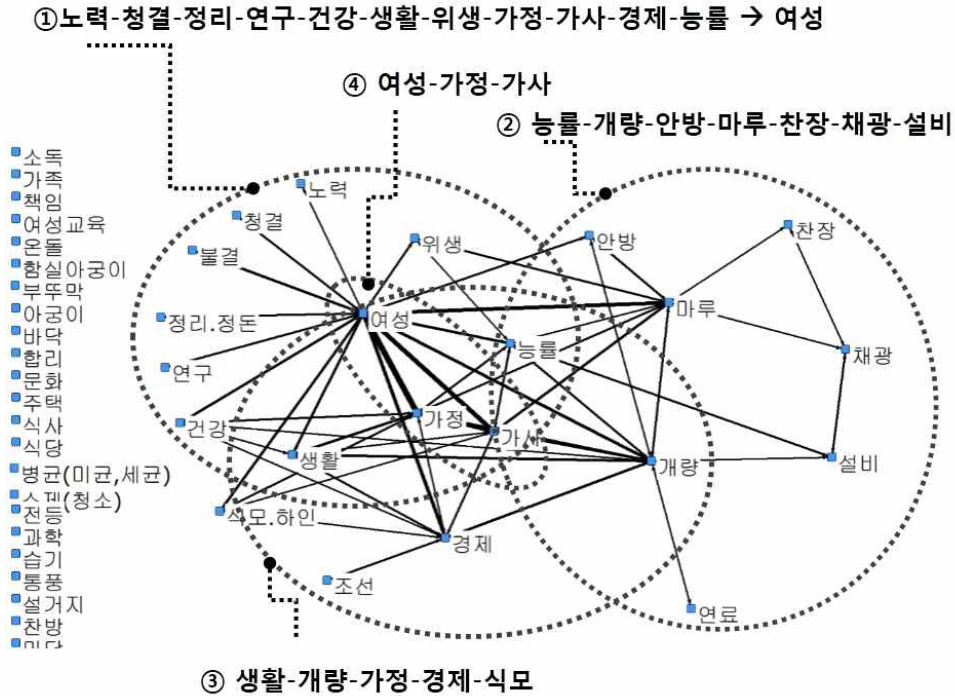 ①노력-청결-정리-연구-건강-생활-위생-가정-가사-경제-능률 → 여성
④ 여성-가정-가사
② 능률-개량-안방-마루-찬장-채광-설비
소독
가족
책임
여성교육
온돌
함실아궁이
부뚜막
아궁이
바닥
합리
문화
주택
식사
식당
병균(미균,세균)
소제(청소)
전등
과학
습기
통풍
설거지
찬방
노력
청결
불결
정리.정돈
연구
건강
생활
식모.하인
조선
위생
여성
능률
가정
가사
경제
안방
마루
개량
연료
찬장
채광
설비
③ 생활-개량-가정-경제-식모